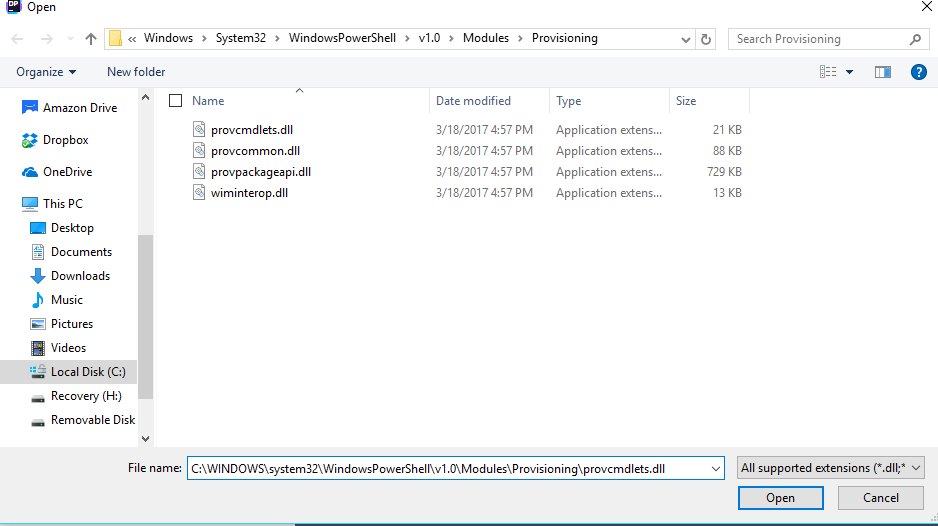 DP Open
« Windows > System32 > WindowsPowerShell > v1.0 > Modules > Provisioning
Search Provisioning
Organize
New folder
?
Amazon Drive
Dropbox
OneDrive
This PC
Desktop
Documents
Downloads
Music
Pictures
Videos
Local Disk (C:)
Recovery (H:)
Removable Disk
Name Date modified Type Size
provcmdlets.dll 3/18/2017 4:57 PM Application extens... 21 KB
provcommon.dll 3/18/2017 4:57 PM Application extens... 88 KB
provpackageapi.dll 3/18/2017 4:57 PM Application extens... 729 KB
wiminterop.dll 3/18/2017 4:57 PM Application extens... 13 KB
File name: C:\WINDOWS\system32\WindowsPowerShell\v1.0\Modules\Provisioning\provcmdlets.dll
All supported extensions (*.dll;*
Open
Cancel